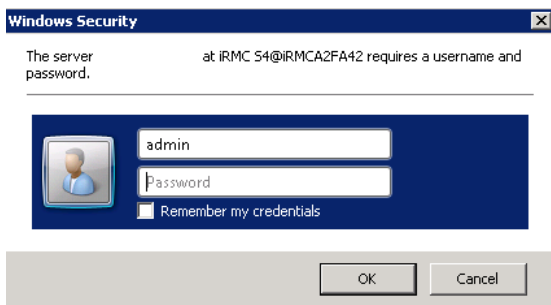 Windows Security
The server at iRMC S4@iRMCA2FA42 requires a username and
password.
admin
Password
Remember my credentials
OK
Cancel